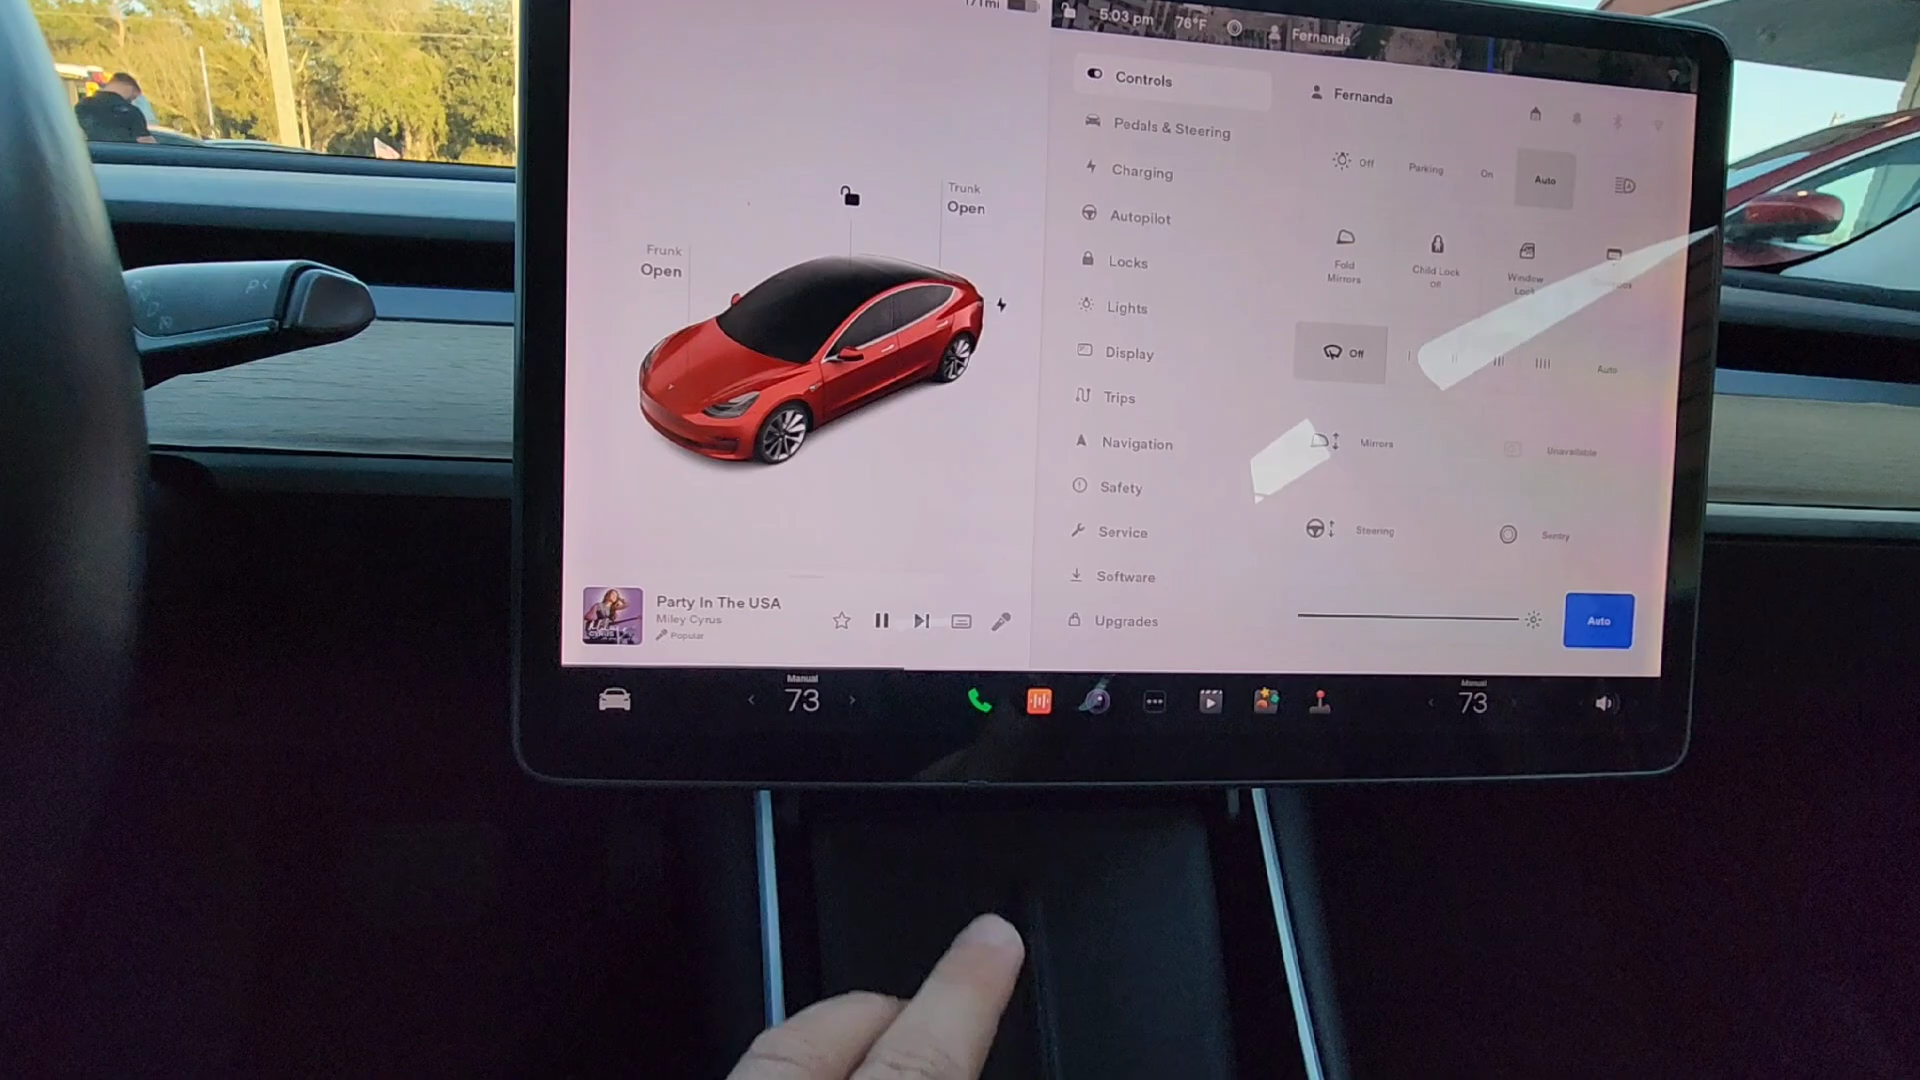 171mi
5:03 pm 76°F Fernanda
Trunk
Open
Frunk
Open
Party In The USA
Miley Cyrus
Popular
Controls
Pedals & Steering
Charging
Autopilot
Locks
Lights
Display
Trips
Navigation
Safety
Service
Software
Upgrades
Fernanda
Off Parking On Auto
Fold
Mirrors
Child Lock
Off
Window
Off Auto
Mirrors Unavailable
Steering Sentry
Auto
Manual
73
Manual
73